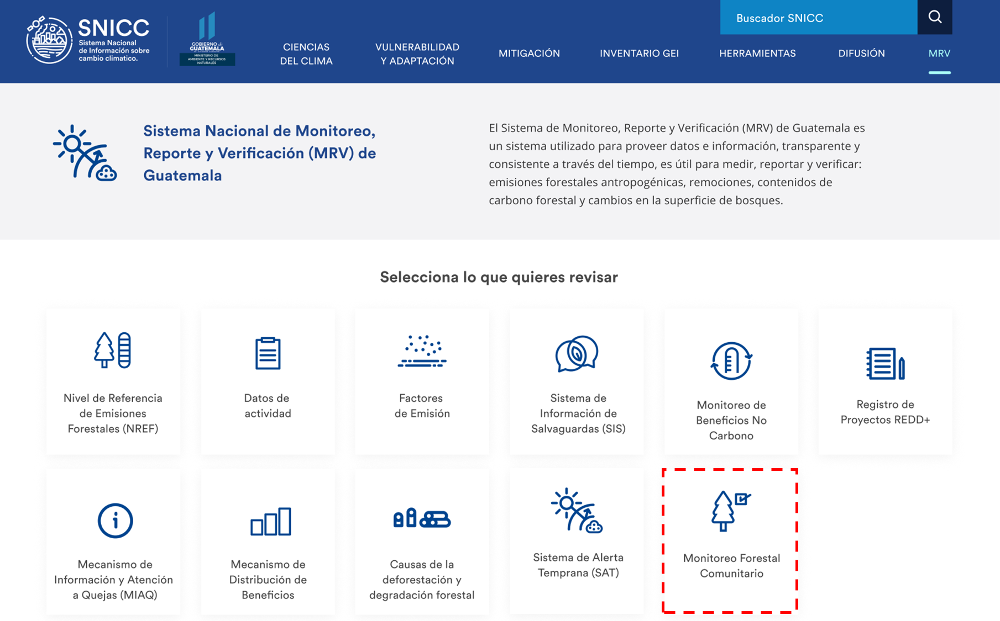 SNICC
Sistema Nacional
de Información sobre
cambio climatico.
GOBIERNO de
GUATEMALA
MINISTERIO DE
AMBIENTE Y RECURSOS
NATURALES
CIENCIAS
DEL CLIMA
VULNERABILIDAD
Y ADAPTACIÓN
MITIGACIÓN
INVENTARIO GEI
HERRAMIENTAS
DIFUSIÓN
MRV
Buscador SNICC
Sistema Nacional de Monitoreo,
Reporte y Verificación (MRV) de
Guatemala
El Sistema de Monitoreo, Reporte y Verificación (MRV) de Guatemala es
un sistema utilizado para proveer datos e información, transparente y
consistente a través del tiempo, es útil para medir, reportar y verificar:
emisiones forestales antropogénicas, remociones, contenidos de
carbono forestal y cambios en la superficie de bosques.
Selecciona lo que quieres revisar
Nivel de Referencia
de Emisiones
Forestales (NREF)
Datos de
actividad
Factores
de Emisión
Sistema de
Información de
Salvaguardas (SIS)
Monitoreo de
Beneficios No
Carbono
Registro de
Proyectos REDD+
Mecanismo de
Información y Atención
a Quejas (MIAQ)
Mecanismo de
Distribución de
Beneficios
Causas de la
deforestación y
degradación forestal
Sistema de Alerta
Temprana (SAT)
Monitoreo Forestal
Comunitario